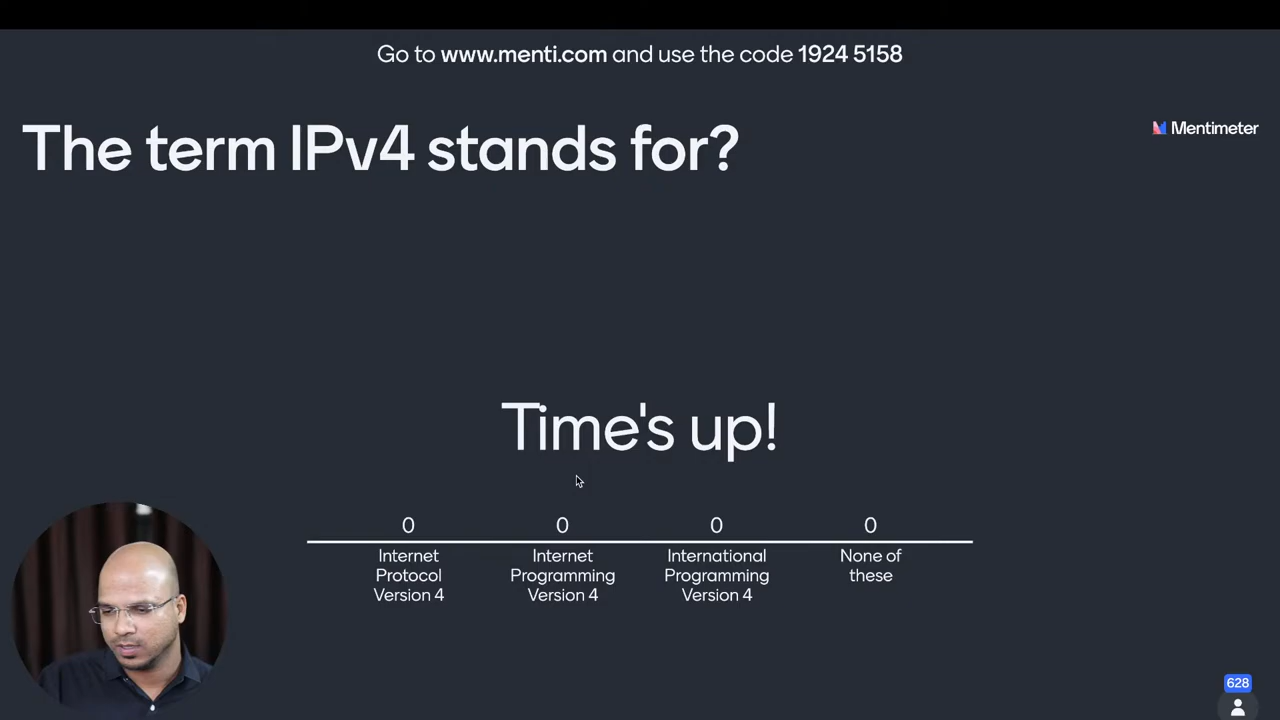 Go to www.menti.com and use the code 1924 5158
The term IPv4 stands for?
Mentimeter
Time's up!
0
0
0
0
Internet
Protocol
Version 4
Internet
Programming
Version 4
International
Programming
Version 4
None of
these
628